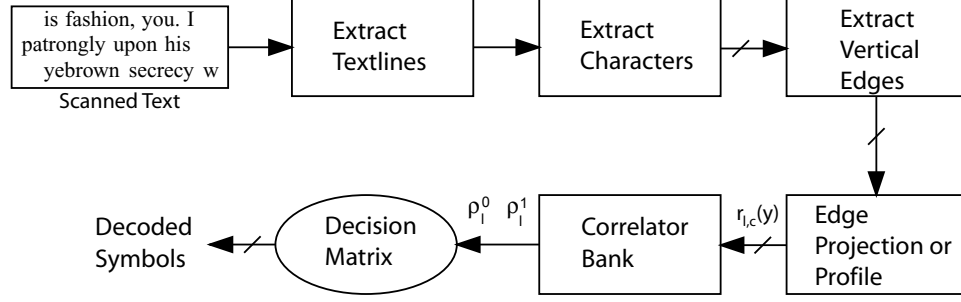 is fashion, you. I
patrongly upon his
yebrown secrecy w
Scanned Text
Extract
Textlines
Extract
Characters
Extract
Vertical
Edges
Edge
Projection or
Profile
r_{l,c}(y)
Correlator
Bank
ρ_l^0 ρ_l^1
Decision
Matrix
Decoded
Symbols